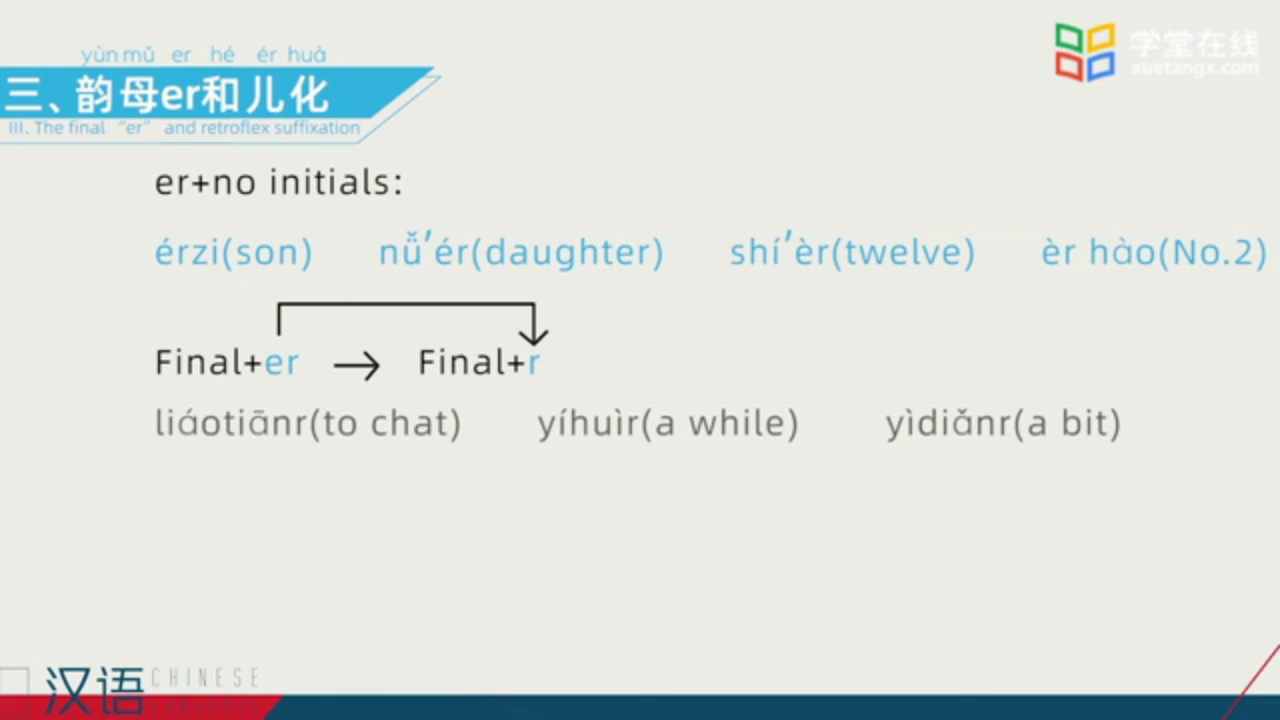 yùn mǔ er hé ér huà
三、韵母er和儿化
III. The final “er” and retroflex suffixation
学堂在线
xuetangx.com
er+no initials:
érzi(son) nǚ’ér(daughter) shí’èr(twelve) èr hào(No.2)
Final+er → Final+r
liáotiānr(to chat) yíhuìr(a while) yìdiǎnr(a bit)
汉语 CHINESE